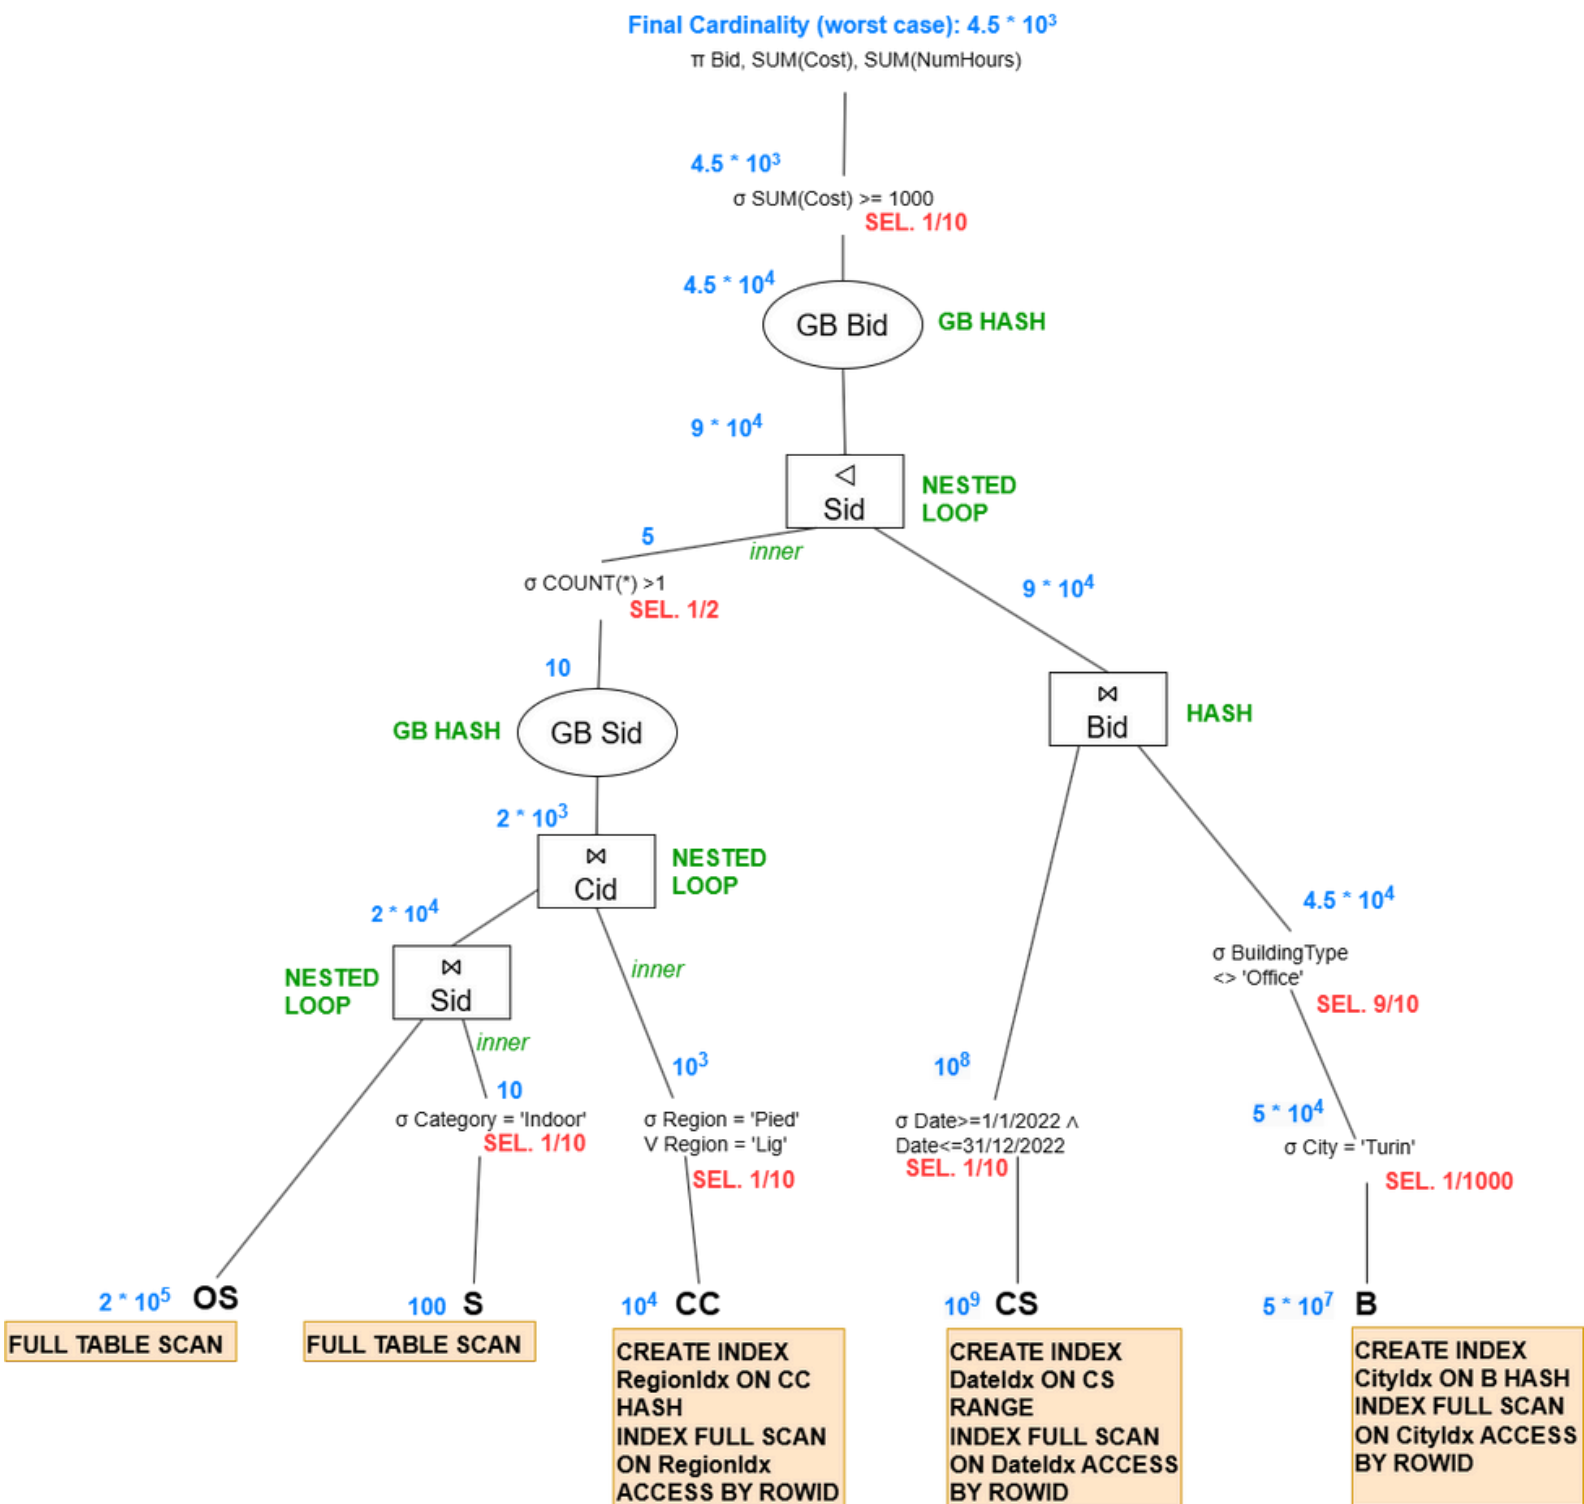 Final Cardinality (worst case): 4.5 * 10³
π Bid, SUM(Cost), SUM(NumHours)
4.5 * 10³
σ SUM(Cost) >= 1000
SEL. 1/10
4.5 * 10⁴
GB Bid
GB HASH
9 * 10⁴
◁
Sid
NESTED
LOOP
5
inner
σ COUNT(*) >1
SEL. 1/2
9 * 10⁴
10
GB HASH
GB Sid
⋈
Bid
HASH
2 * 10³
⋈
Cid
NESTED
LOOP
2 * 10⁴
NESTED
LOOP
⋈
Sid
inner
inner
4.5 * 10⁴
σ BuildingType
<> 'Office'
SEL. 9/10
10
σ Category = 'Indoor'
SEL. 1/10
10³
σ Region = 'Pied'
V Region = 'Lig'
SEL. 1/10
10⁸
σ Date>=1/1/2022 ∧
Date<=31/12/2022
SEL. 1/10
5 * 10⁴
σ City = 'Turin'
SEL. 1/1000
2 * 10⁵ OS
FULL TABLE SCAN
100 S
FULL TABLE SCAN
10⁴ CC
CREATE INDEX
RegionIdx ON CC
HASH
INDEX FULL SCAN
ON RegionIdx
ACCESS BY ROWID
10⁹ CS
CREATE INDEX
DateIdx ON CS
RANGE
INDEX FULL SCAN
ON DateIdx ACCESS
BY ROWID
5 * 10⁷ B
CREATE INDEX
CityIdx ON B HASH
INDEX FULL SCAN
ON CityIdx ACCESS
BY ROWID